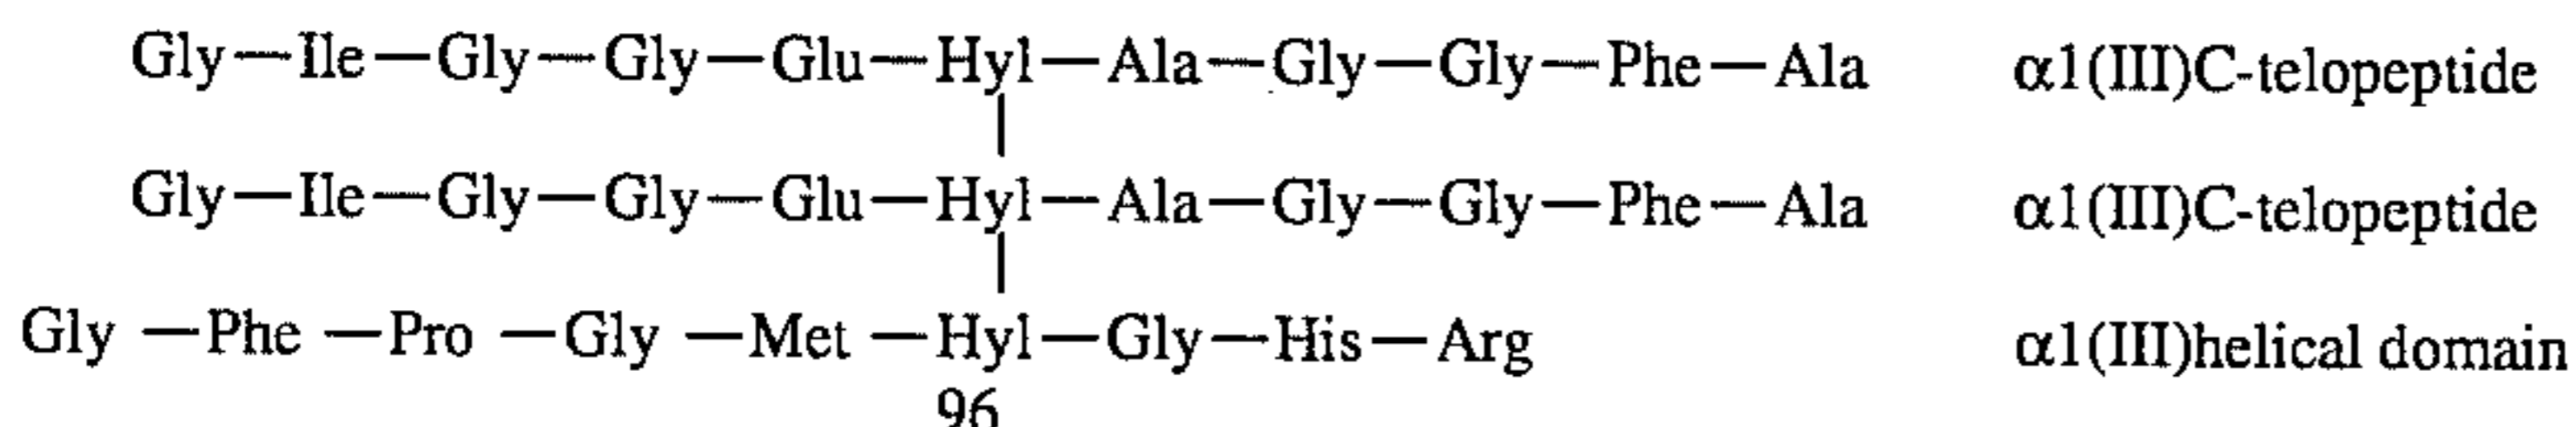 Gly—Ile—Gly—Gly—Glu—Hyl—Ala—Gly—Gly—Phe—Ala α1(III)C-telopeptide
Gly—Ile—Gly—Gly—Glu—Hyl—Ala—Gly—Gly—Phe—Ala α1(III)C-telopeptide
Gly —Phe —Pro —Gly —Met —Hyl—Gly—His—Arg α1(III)helical domain
96